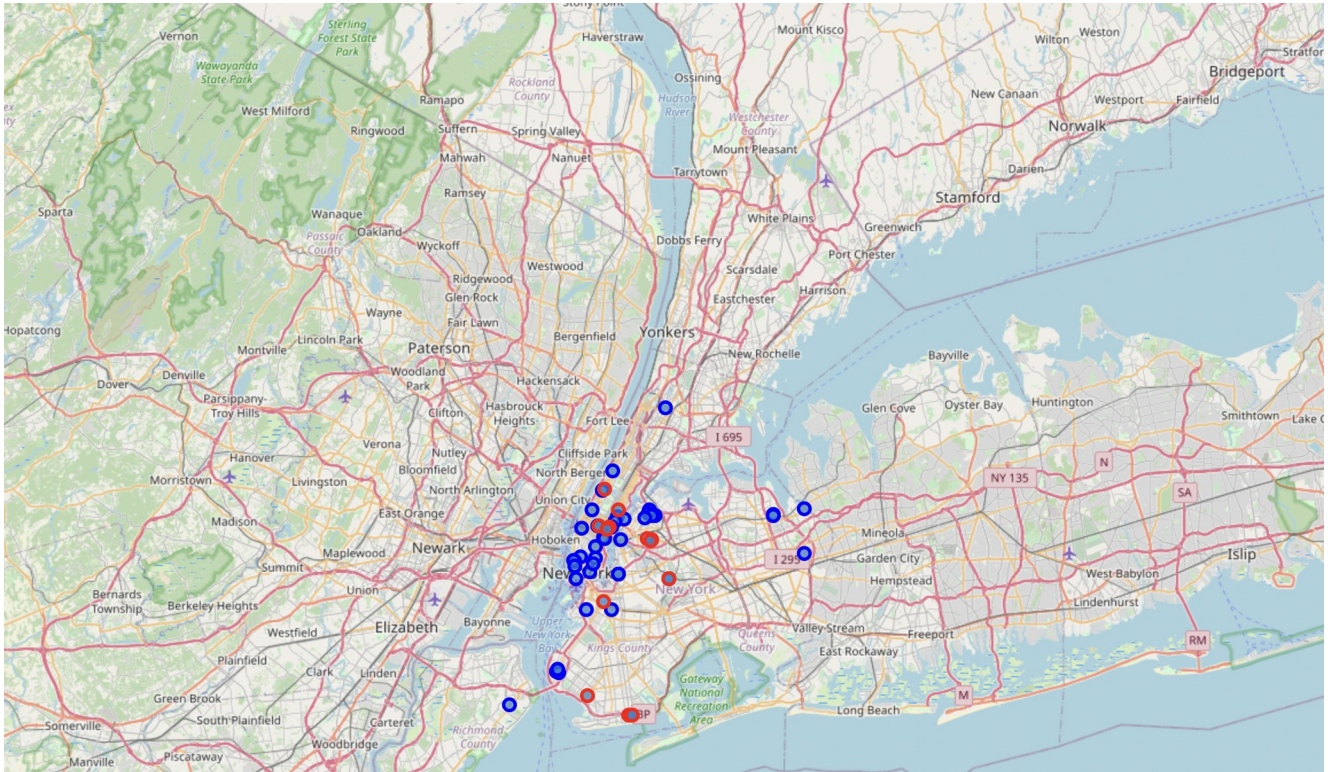 Stony Point
Vernon
Sterling
Forest State
Park
Haverstraw
Mount Kisco
Wilton
Weston
Stratfor
Wawayanda
State Park
Rockland
County
Ossining
Bridgeport
West Milford
Ramapo
Hudson
River
New Canaan
Westport
Fairfield
Ringwood
Suffern
Spring Valley
Westchester
County
Norwalk
Mahwah
Nanuet
Mount Pleasant
Tarrytown
Darien
Ramsey
Stamford
Sparta
Wanaque
White Plains
Greenwich
Passaic
County
Oakland
Wyckoff
Dobbs Ferry
Port Chester
Westwood
Scarsdale
Ridgewood
Glen Rock
Harrison
Eastchester
Wayne
Fair Lawn
Hopatcong
Lincoln Park
Bergenfield
Yonkers
Montville
Paterson
New Rochelle
Bayville
Dover
Denville
Woodland
Park
Hackensack
Parsippany-
Troy Hills
Hasbrouck
Heights
Glen Cove
Oyster Bay
Huntington
Clifton
Fort Lee
Smithtown
Lake
I 695
Verona
Nutley
Cliffside Park
Hanover
Bloomfield
North Bergen
N
Morristown
Livingston
North Arlington
NY 135
SA
Union City
Madison
Mineola
Maplewood
Newark
Hoboken
Islip
Summit
I 295
Garden City
New York
Hempstead
West Babylon
Bernards
Township
Berkeley Heights
Union
New York
Lindenhurst
Elizabeth
Bayonne
Upper
New York
Bay
Valley Stream
Freeport
Westfield
Queens
County
Kings County
East Rockaway
RM
Plainfield
Clark
Linden
Gateway
National
Recreation
Area
M
Green Brook
Long Beach
BP
South Plainfield
Carteret
Somerville
Richmond
County
Woodbridge
Piscataway
Manville